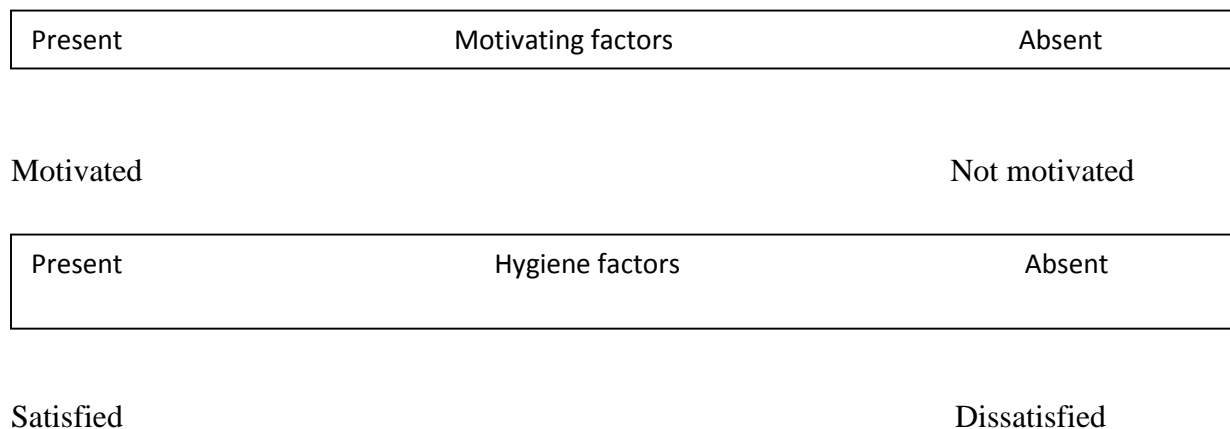 Present Motivating factors Absent
Motivated Not motivated
Present Hygiene factors Absent
Satisfied Dissatisfied